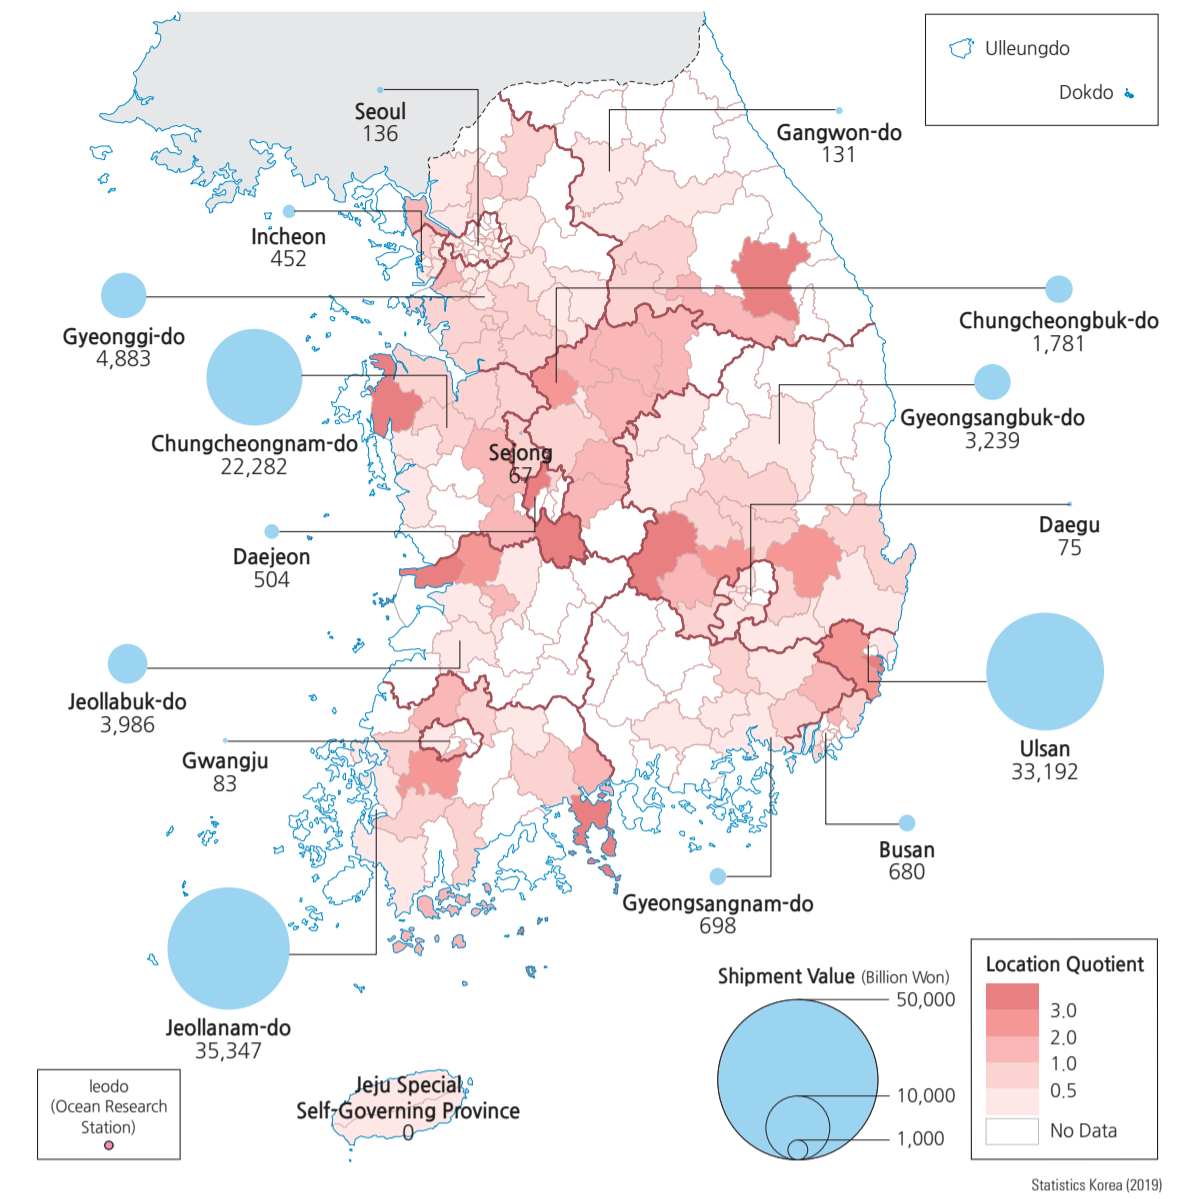 Ulleungdo
Dokdo
Seoul
136
Gangwon-do
131
Incheon
452
Gyeonggi-do
4,883
Chungcheongbuk-do
1,781
Chungcheongnam-do
22,282
Gyeongsangbuk-do
3,239
Sejong
67
Daegu
75
Daejeon
504
Jeollabuk-do
3,986
Gwangju
83
Ulsan
33,192
Busan
680
Gyeongsangnam-do
698
Jeollanam-do
35,347
Jeju Special
Self-Governing Province
0
Ieodo
(Ocean Research
Station)
Shipment Value (Billion Won)
50,000
10,000
1,000
Location Quotient
3.0
2.0
1.0
0.5
No Data
Statistics Korea (2019)